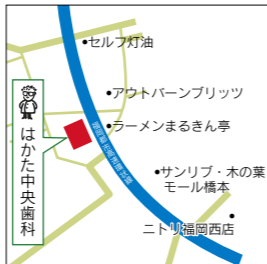 セルフ灯油
アウトバーンブリッツ
ラーメンまるきん亭
サンリブ・木の葉
モール橋本
ニトリ福岡西店
はかた中央歯科